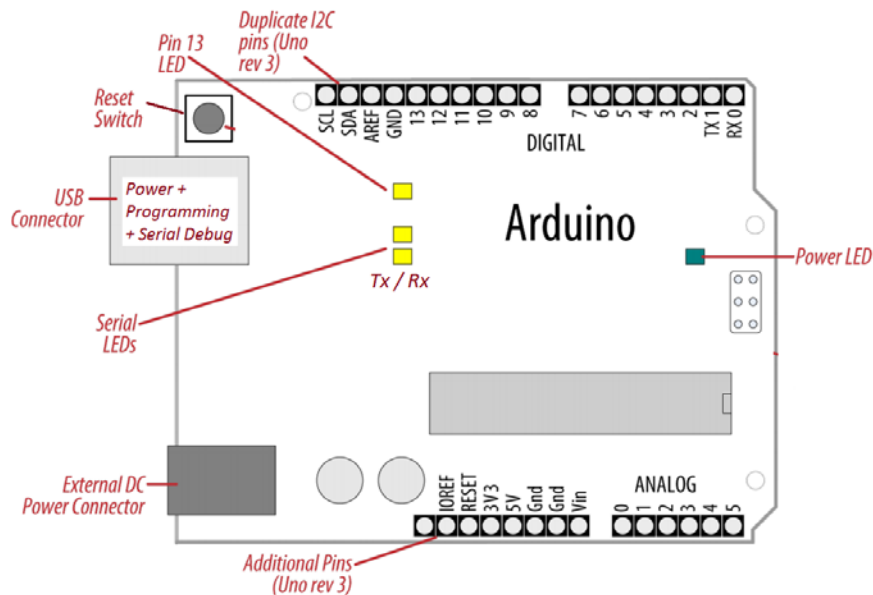 Duplicate I2C
pins (Uno
rev 3)
Pin 13
LED
Reset
Switch
SCL
SDA
AREF
GND
13
12
11
10
9
8
7
6
5
4
3
2
TX 1
RX 0
DIGITAL
USB
Connector
Power +
Programming
+ Serial Debug
Arduino
Tx / Rx
Power LED
Serial
LEDs
External DC
Power Connector
IOREF
RESET
3V3
5V
Gnd
Gnd
Vin
ANALOG
0
1
2
3
4
5
Additional Pins
(Uno rev 3)